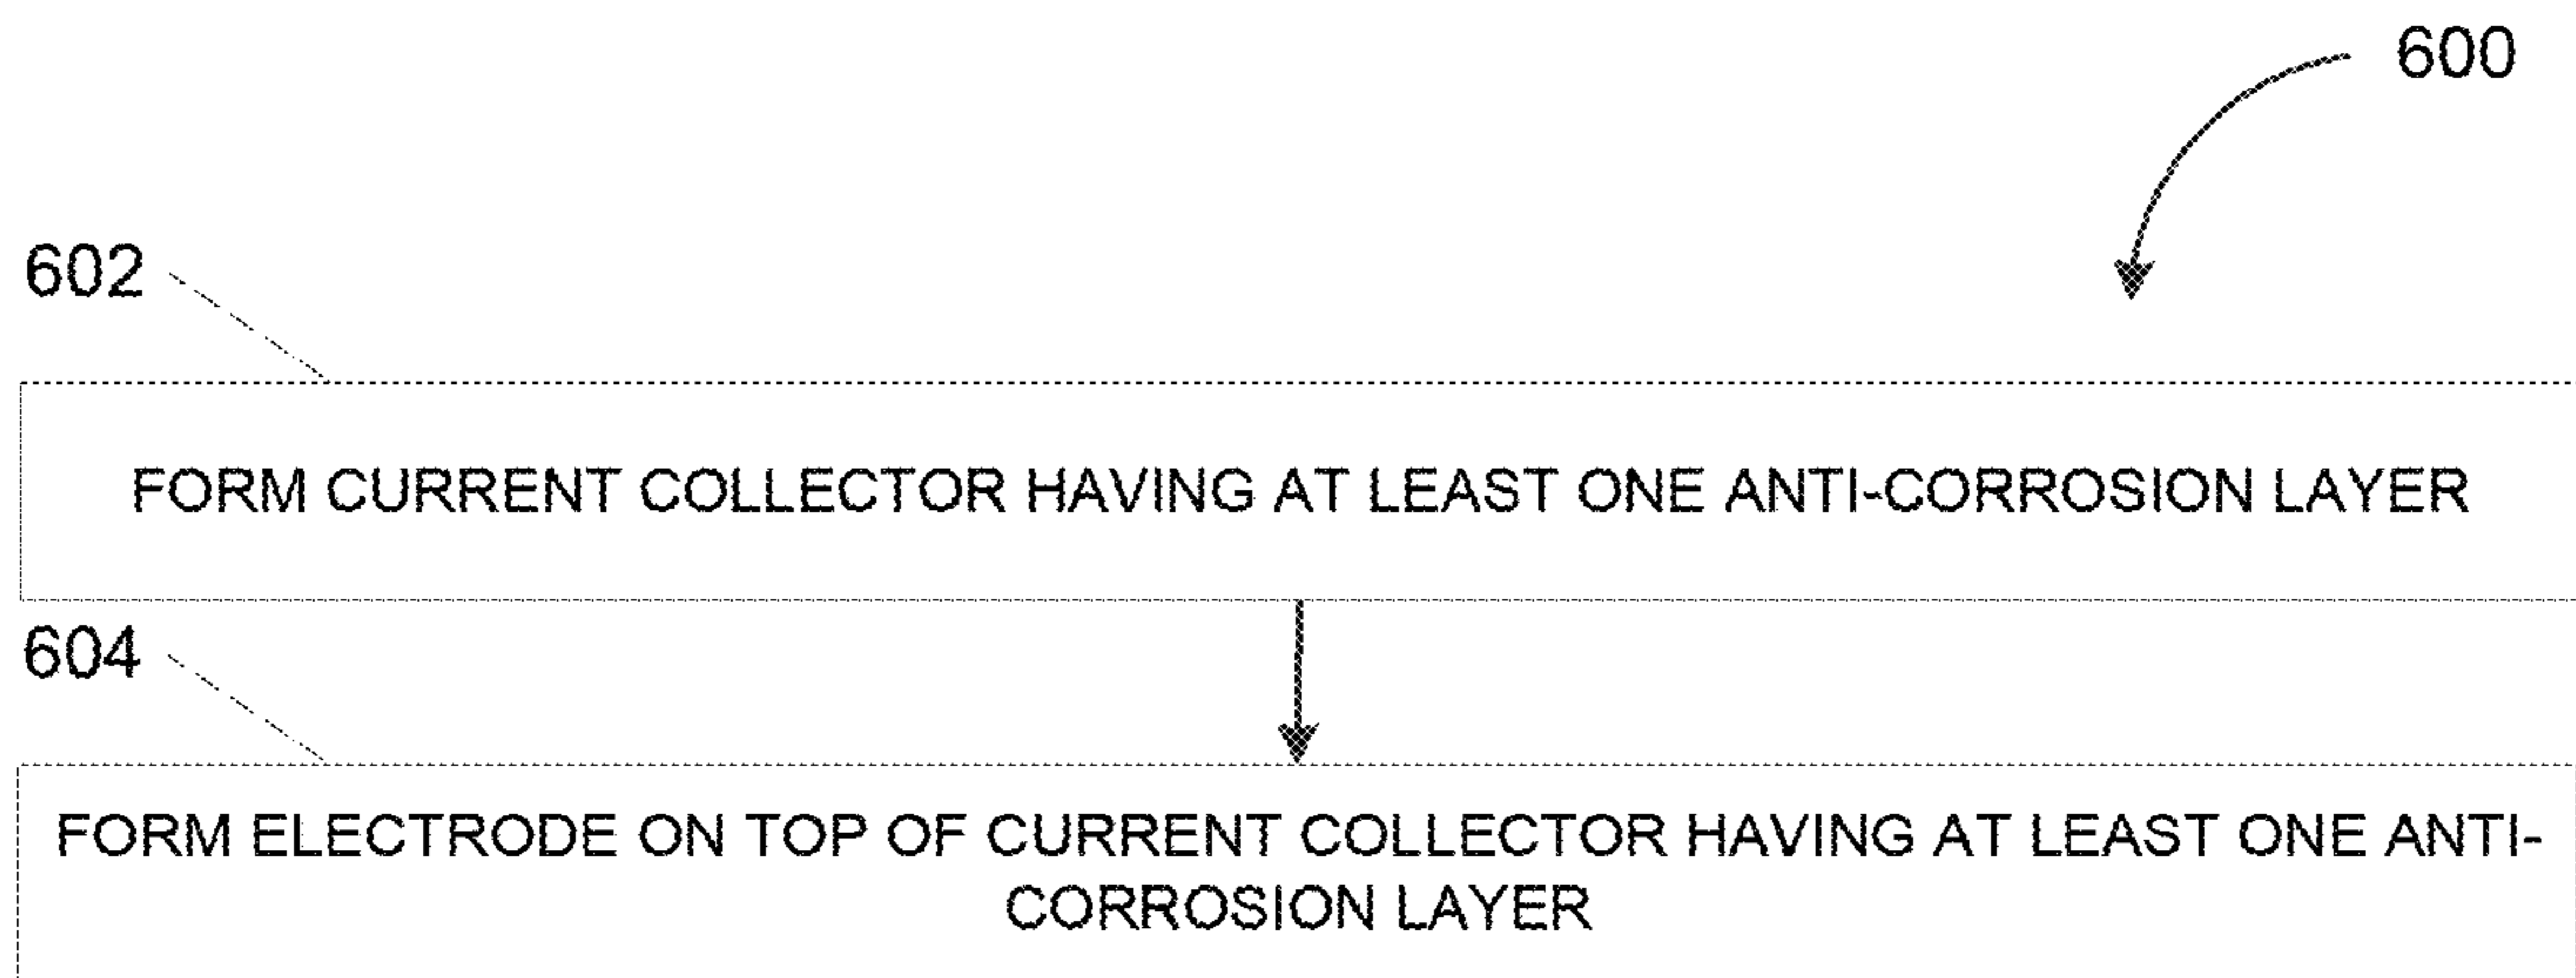 600
602
FORM CURRENT COLLECTOR HAVING AT LEAST ONE ANTI-CORROSION LAYER
604
FORM ELECTRODE ON TOP OF CURRENT COLLECTOR HAVING AT LEAST ONE ANTI-
CORROSION LAYER